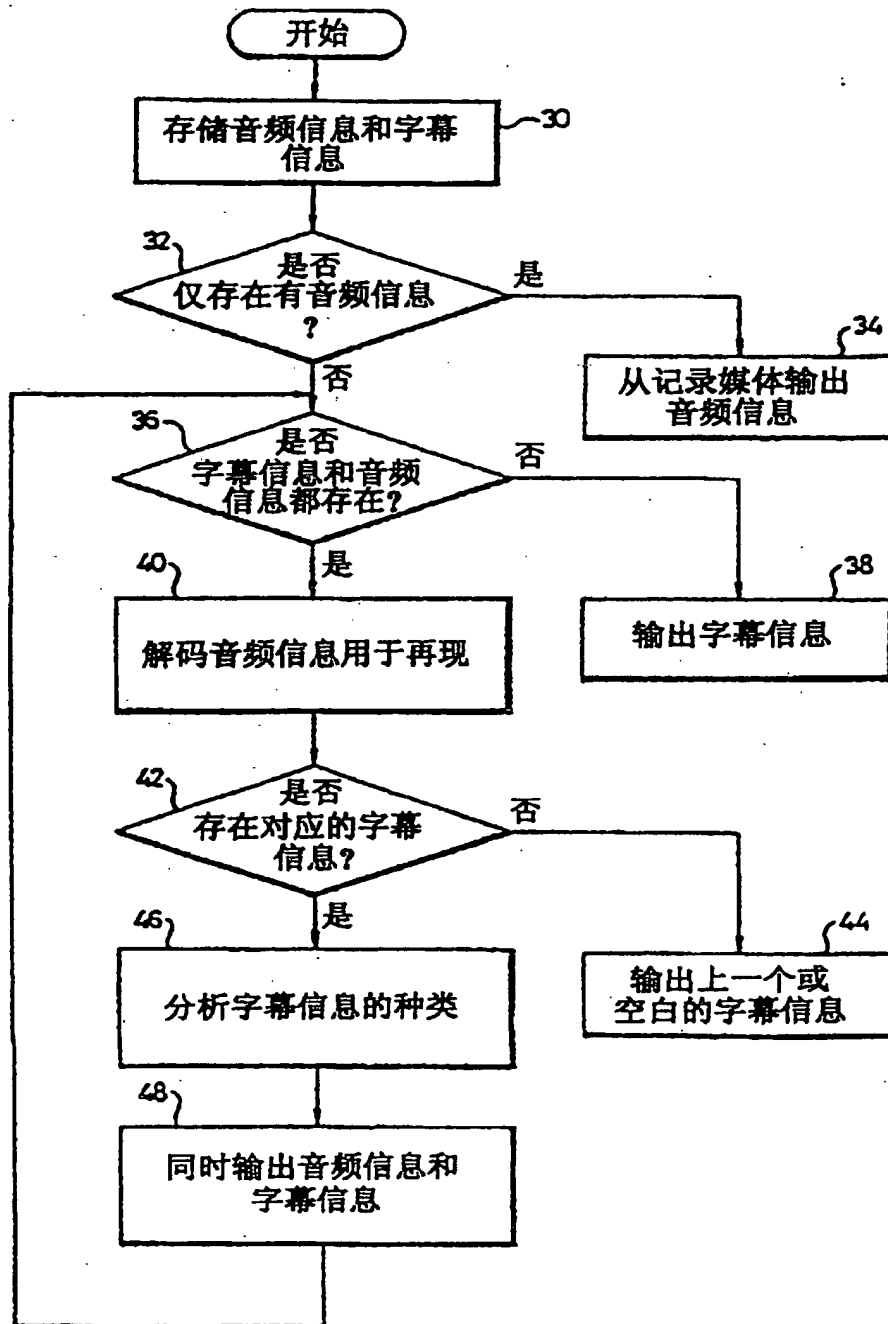 开始
存储音频信息和字幕
信息
30
32
是否
仅存在有音频信息
?
是
34
从记录媒体输出
音频信息
否
36
是否
字幕信息和音频
信息都存在?
否
38
输出字幕信息
是
40
解码音频信息用于再现
42
是否
存在对应的字幕
信息?
否
44
输出上一个或
空白的字幕信息
是
46
分析字幕信息的种类
48
同时输出音频信息和
字幕信息